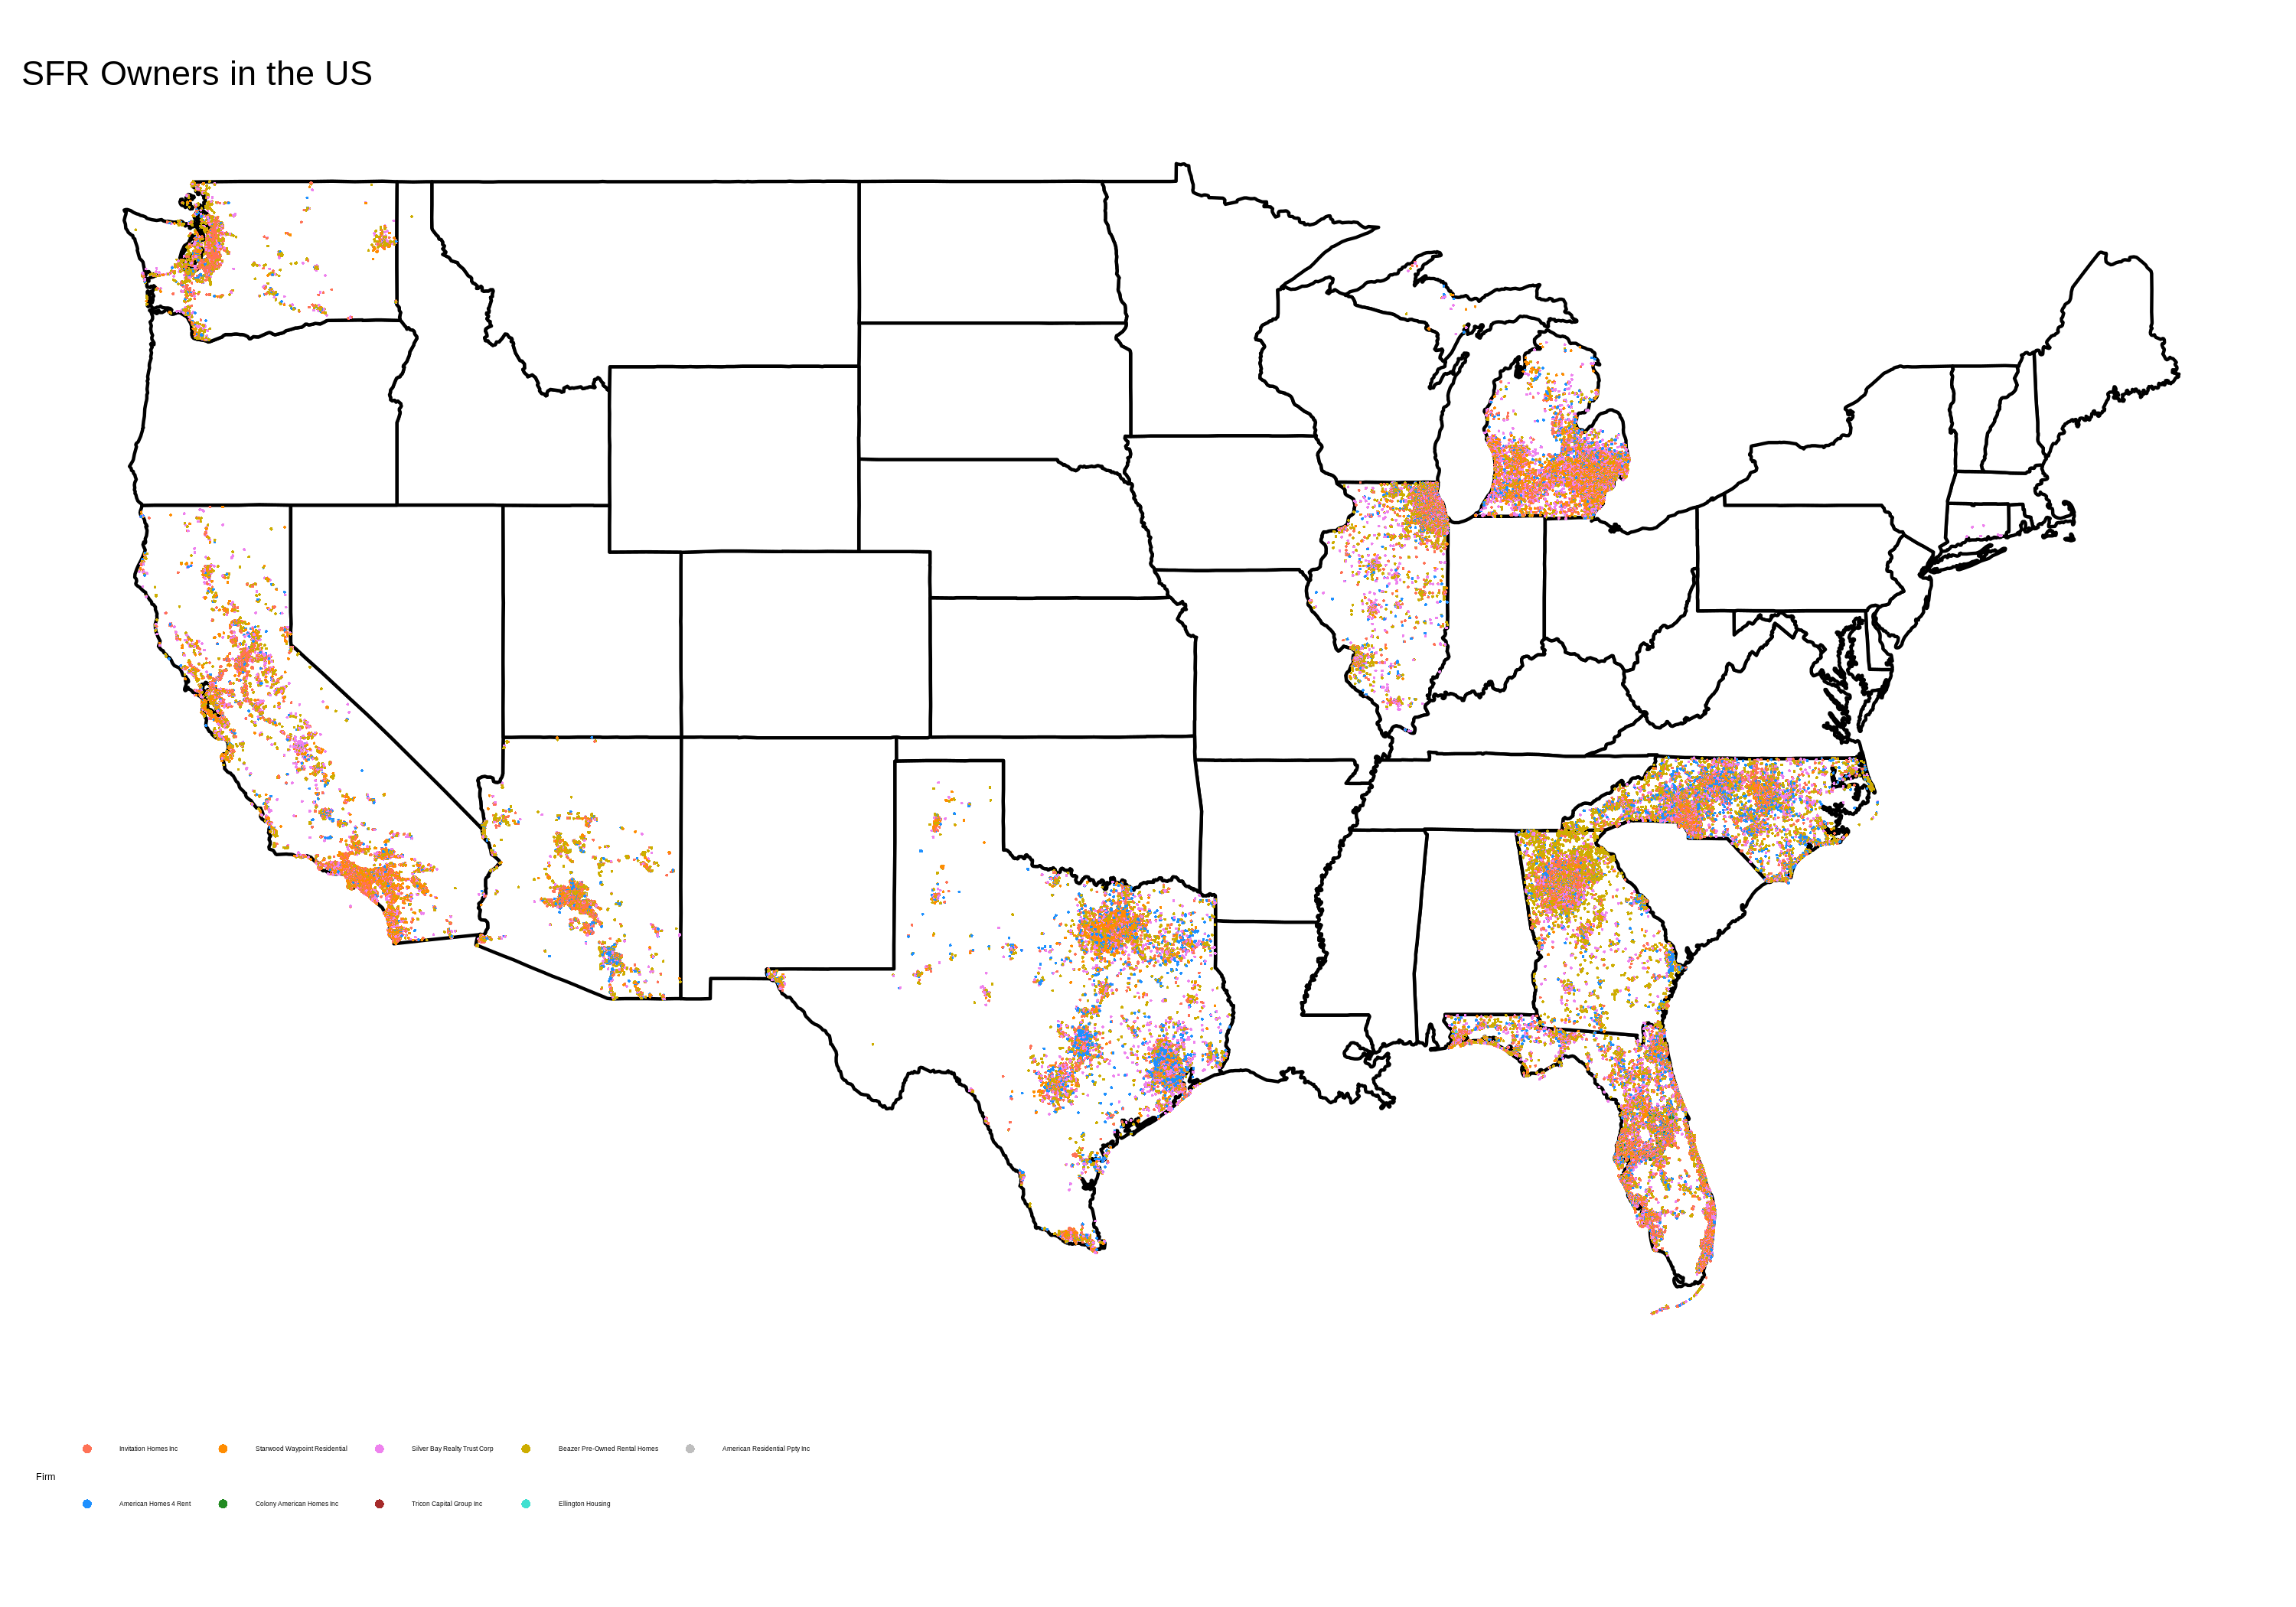 SFR Owners in the US
Invitation Homes Inc
Starwood Waypoint Residential
Silver Bay Realty Trust Corp
Beazer Pre-Owned Rental Homes
American Residential Ppty Inc
Firm
American Homes 4 Rent
Colony American Homes Inc
Tricon Capital Group Inc
Ellington Housing